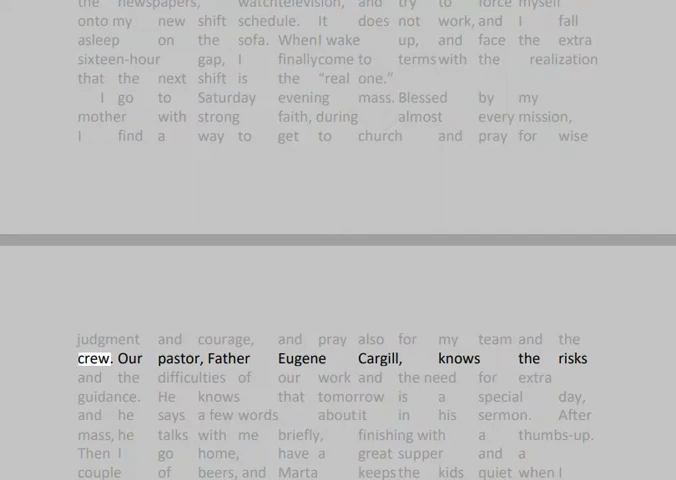 the newspapers, watch television, and try to force myself
onto my new shift schedule. It does not work, and I fall
asleep on the sofa. When I wake up, and face the extra
sixteen-hour gap, I finally come to terms with the realization
that the next shift is the “real one.”
I go to Saturday evening mass. Blessed by my
mother with strong faith, during almost every mission,
I find a way to get to church and pray for wise
judgment and courage, and pray also for my team and the
crew. Our pastor, Father Eugene Cargill, knows the risks
and the difficulties of our work and the need for extra
guidance. He knows that tomorrow is a special day,
and he says a few words about it in his sermon. After
mass, he talks with me briefly, finishing with a thumbs-up.
Then I go home, have a great supper and a
couple of beers, and Marta keeps the kids quiet when I